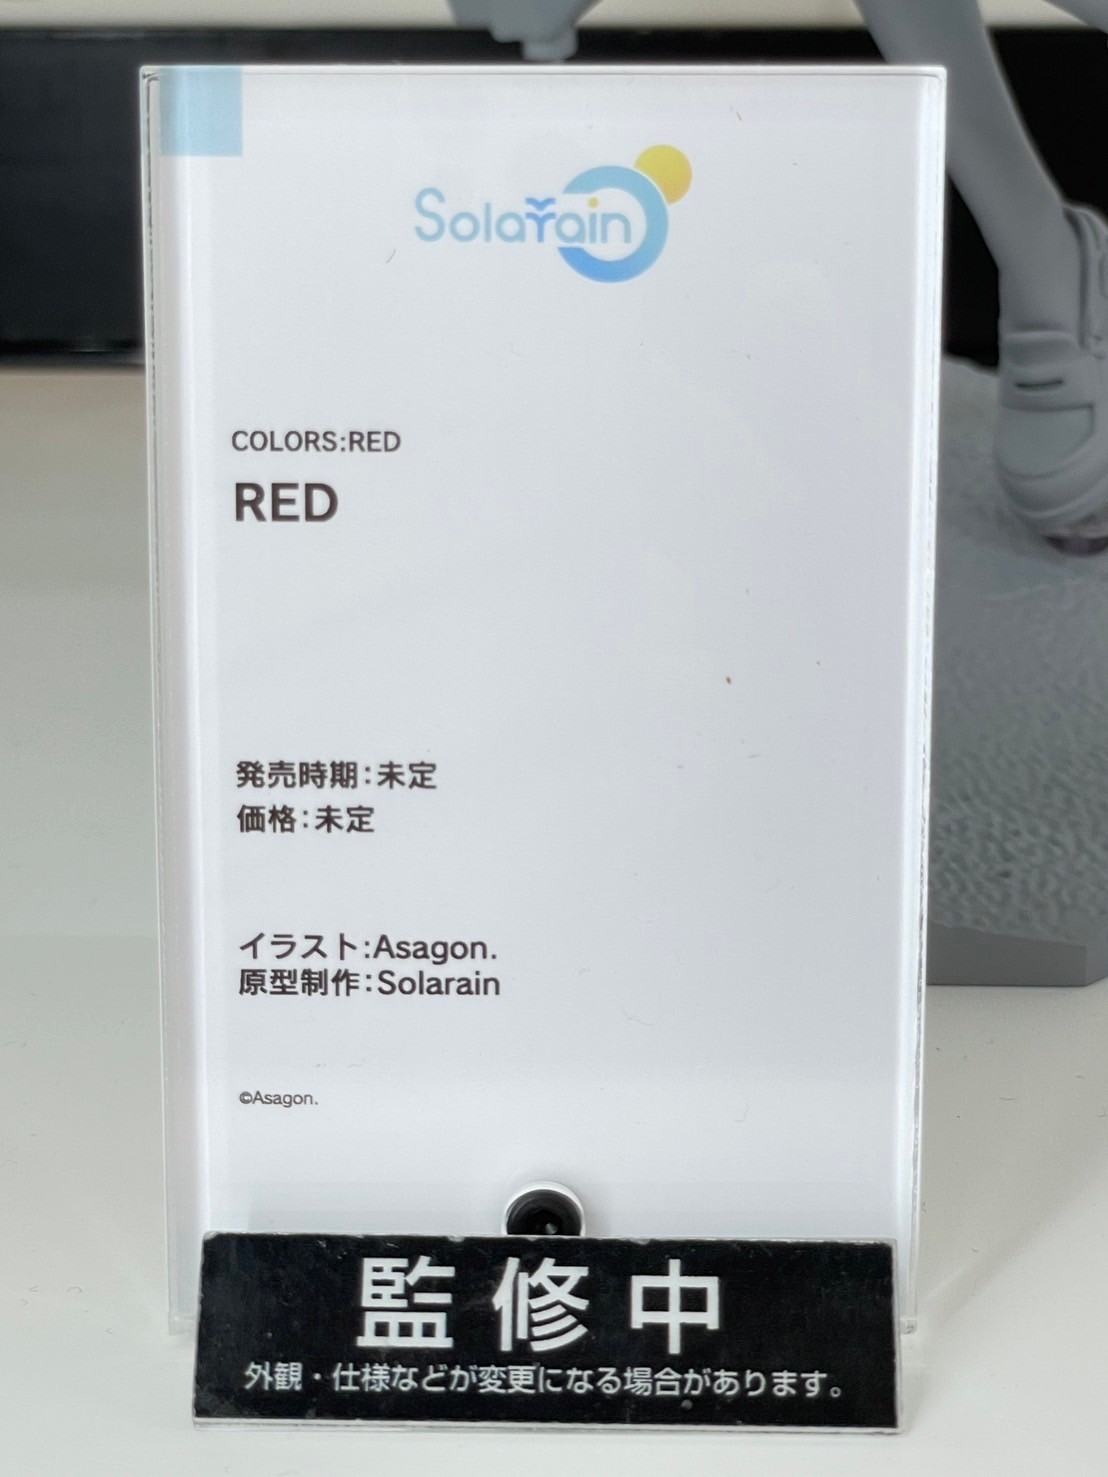 Solarain
COLORS:RED
RED
発売時期:未定
価格:未定
イラスト:Asagon.
原型制作:Solarain
©Asagon.
監修中
外観・仕様などが変更になる場合があります。